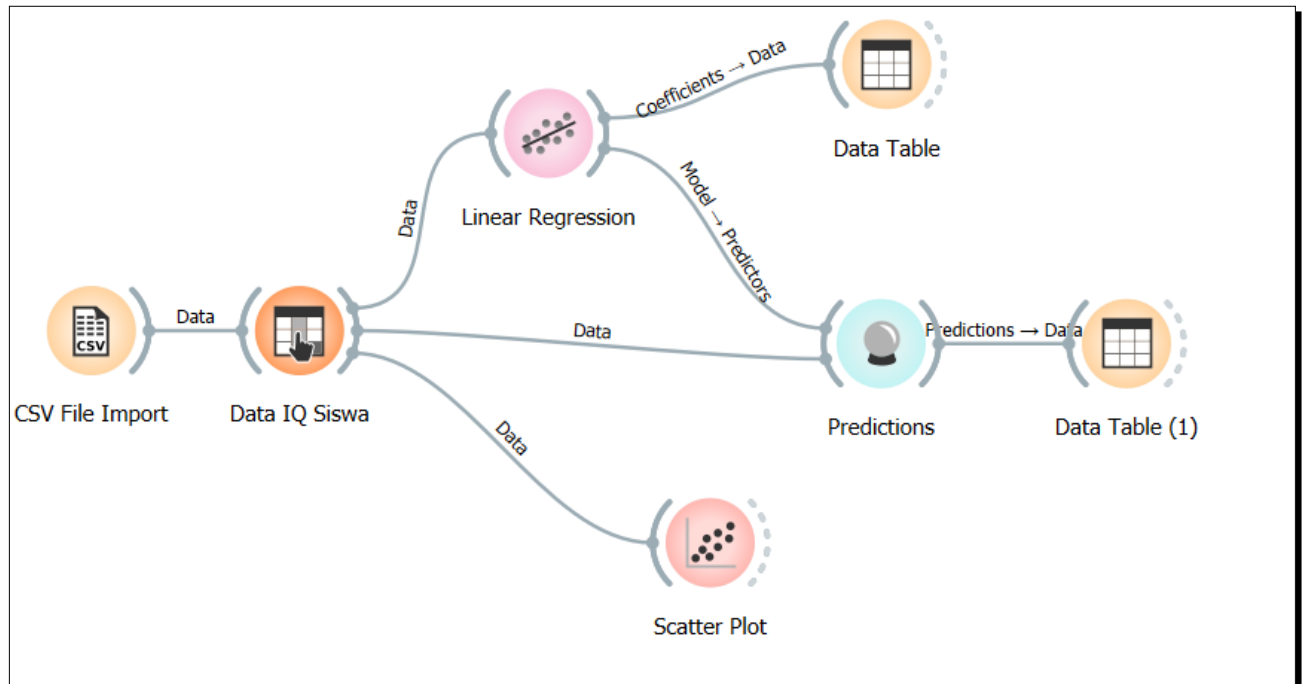 Coefficients → Data
Data Table
Linear Regression
Data
Model → Predictors
CSV
Data
Data
Predictions → Data
CSV File Import
Data IQ Siswa
Predictions
Data Table (1)
Data
Scatter Plot